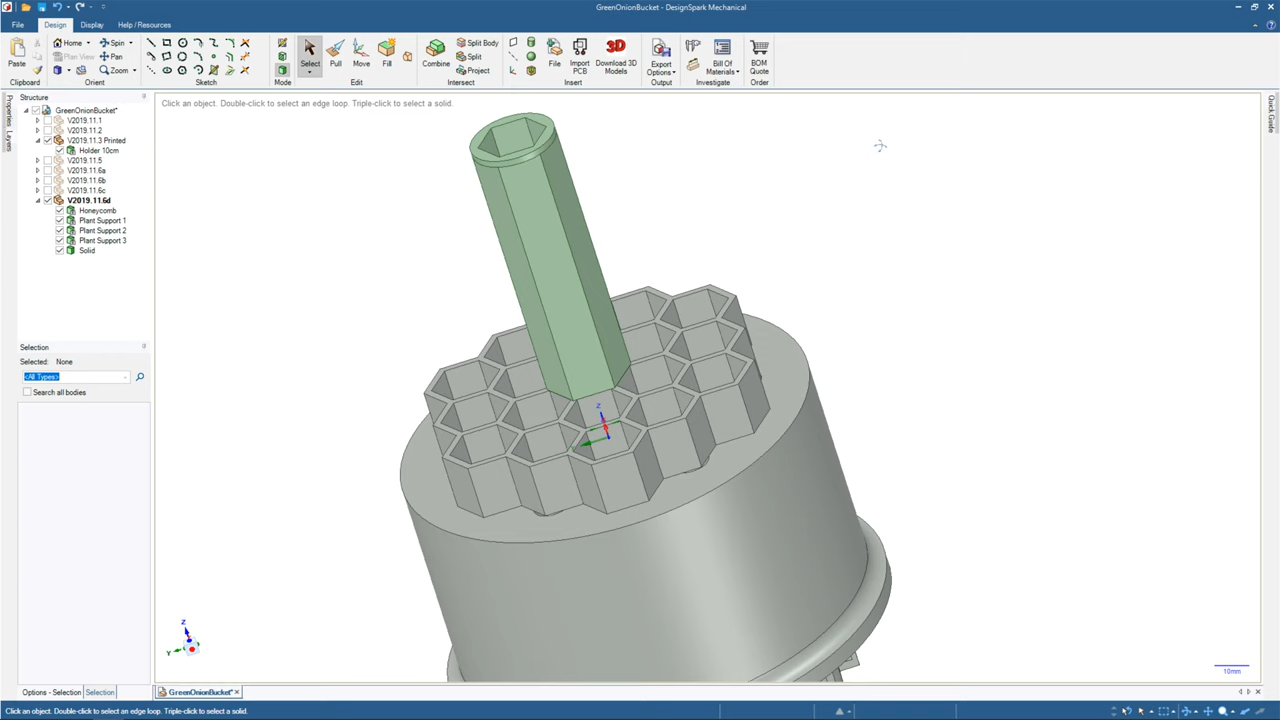 GreenOnionBucket - DesignSpark Mechanical
File
Design
Display
Help / Resources
Paste
Home
Spin
Plan View
Pan
Zoom
Select
Pull
Move
Fill
Combine
Split Body
Split
Project
File
Import PCB
Download 3D Models
3D
Export Options
Bill Of Materials
BOM Quote
Clipboard
Orient
Sketch
Mode
Edit
Intersect
Insert
Output
Investigate
Order
Structure
Properties
Layers
Quick Guide
Click an object. Double-click to select an edge loop. Triple-click to select a solid.
GreenOnionBucket*
V2019.11.1
V2019.11.2
V2019.11.3 Printed
Holder 10cm
V2019.11.5
V2019.11.6a
V2019.11.6b
V2019.11.6c
V2019.11.6d
Honeycomb
Plant Support 1
Plant Support 2
Plant Support 3
Solid
Selection
Selected: None
<All Types>
Search all bodies
Z
Z
Y
10mm
Options - Selection
Selection
GreenOnionBucket*
Click an object. Double-click to select an edge loop. Triple-click to select a solid.